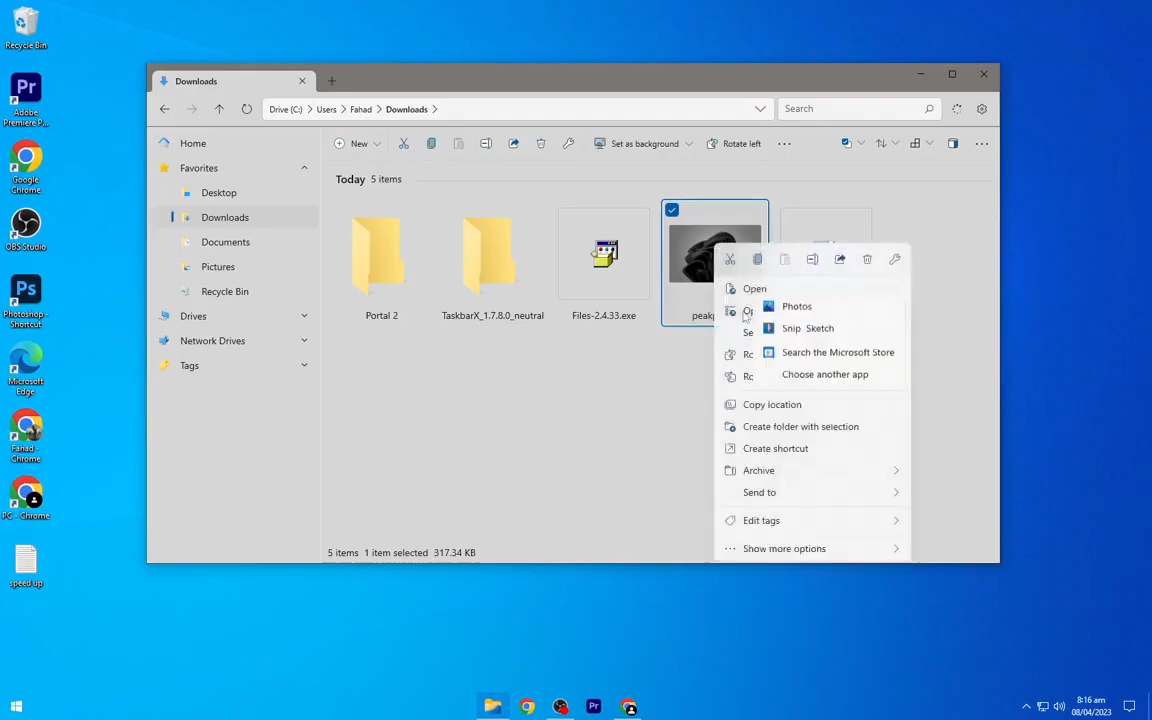 Recycle Bin
Adobe
Premiere P...
Google
Chrome
OBS Studio
Photoshop -
Shortcut
Microsoft
Edge
Fahad -
Chrome
PC - Chrome
speed up
Downloads
Drive (C:) > Users > Fahad > Downloads >
Search
New
Set as background
Rotate left
Home
Favorites
Desktop
Downloads
Documents
Pictures
Recycle Bin
Drives
Network Drives
Tags
Today 5 items
Portal 2
TaskbarX_1.7.8.0_neutral
Files-2.4.33.exe
peakp
Open
Op
Se
Ro
Ro
Photos
Snip Sketch
Search the Microsoft Store
Choose another app
Copy location
Create folder with selection
Create shortcut
Archive
Send to
Edit tags
Show more options
5 items 1 item selected 317.34 KB
8:16 am
08/04/2023